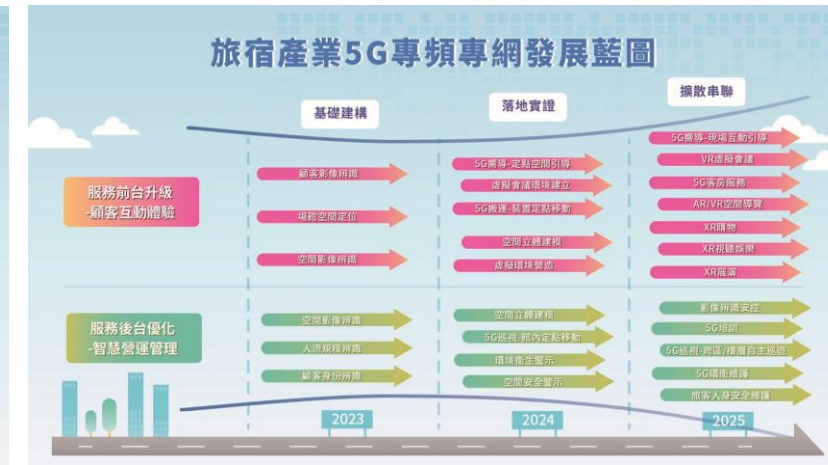 旅宿產業5G專頻專網發展藍圖
基礎建構
落地實證
擴散串聯
服務前台升級
-顧客互動體驗
顧客影像辨識
場館空間定位
空間影像辨識
5G嚮導-定點空間引導
虛擬會議環境建立
5G搬運-裝置定點移動
空間立體建模
虛擬環境營造
5G嚮導-現場互動引導
VR虛擬會議
5G客房服務
AR/VR空間導覽
XR購物
XR視聽娛樂
XR展演
服務後台優化
-智慧營運管理
空間影像辨識
人流規模辨識
顧客身份辨識
空間立體建模
5G巡視-館內定點移動
環境衛生警示
空間安全警示
影像辨識安控
5G培訓
5G巡視-跨區/樓層自主巡邏
5G環衛維護
旅客人身安全維護
2023
2024
2025